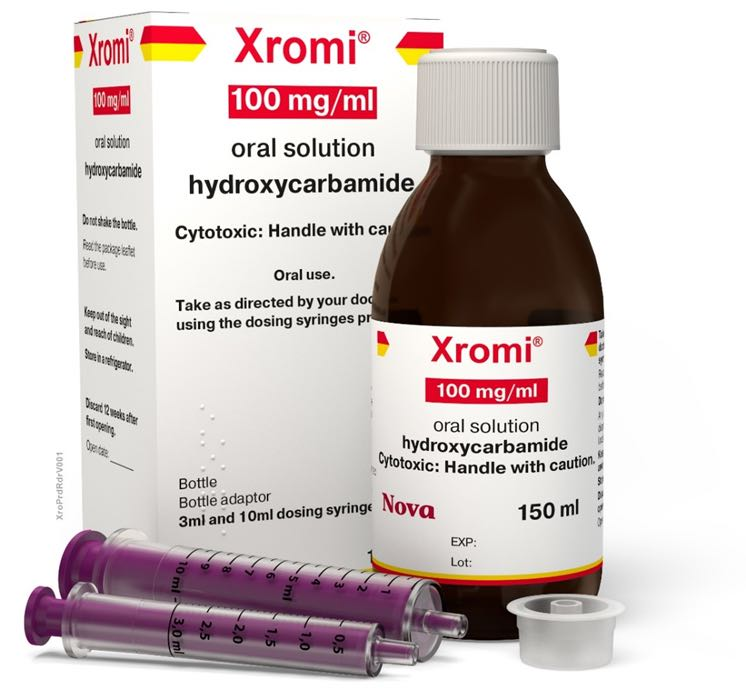 Xromi®
100 mg/ml
oral solution
hydroxycarbamide
Do not shake the bottle.
Read the package leaflet
before use.
Keep out of the sight
and reach of children.
Store in a refrigerator.
Discard 12 weeks after
first opening.
Open date:
XroPrdRdrV001
Xromi®
100 mg/ml
oral solution
hydroxycarbamide
Cytotoxic: Handle with
Oral use.
Take as directed by your
using the dosing syringes
Bottle
Bottle adaptor
3ml and 10ml dosing syringe
Xromi®
100 mg/ml
oral solution
hydroxycarbamide
Cytotoxic: Handle with caution.
Nova
150 ml
EXP:
Lot:
10 ml 9 8 7 6 5ml 4 3 2 1
3,0 ml 2,5 2,0 1,5 1,0 0,5